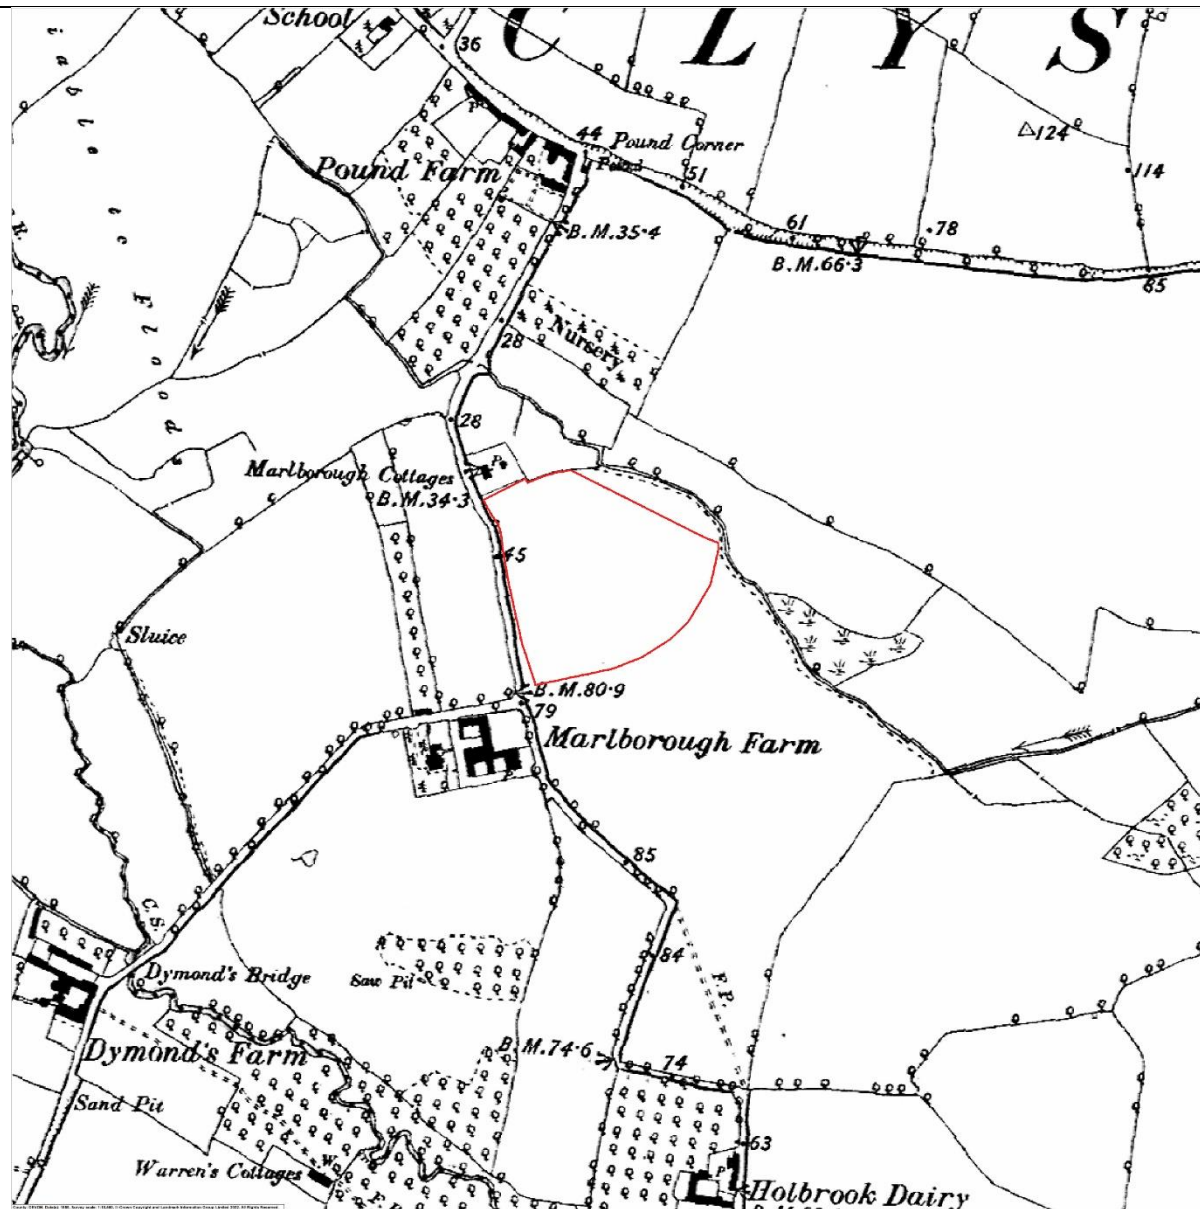 School
C L Y S
36
P
44
Pound Corner
Pound
124
Pound Farm
51
114
B.M.35·4
61
78
R.
B.M.66·3
85
Nursery
28
28
Marlborough Cottages
P.
B.M.34·3
45
Sluice
B.M.80·9
79
Marlborough Farm
85
C.S.
84
F.P.
Saw Pit
Dymond's Bridge
B.M.74·6
74
Dymond's Farm
Sand Pit
63
Warren's Cottages
W.
P
F.P.
Holbrook Dairy